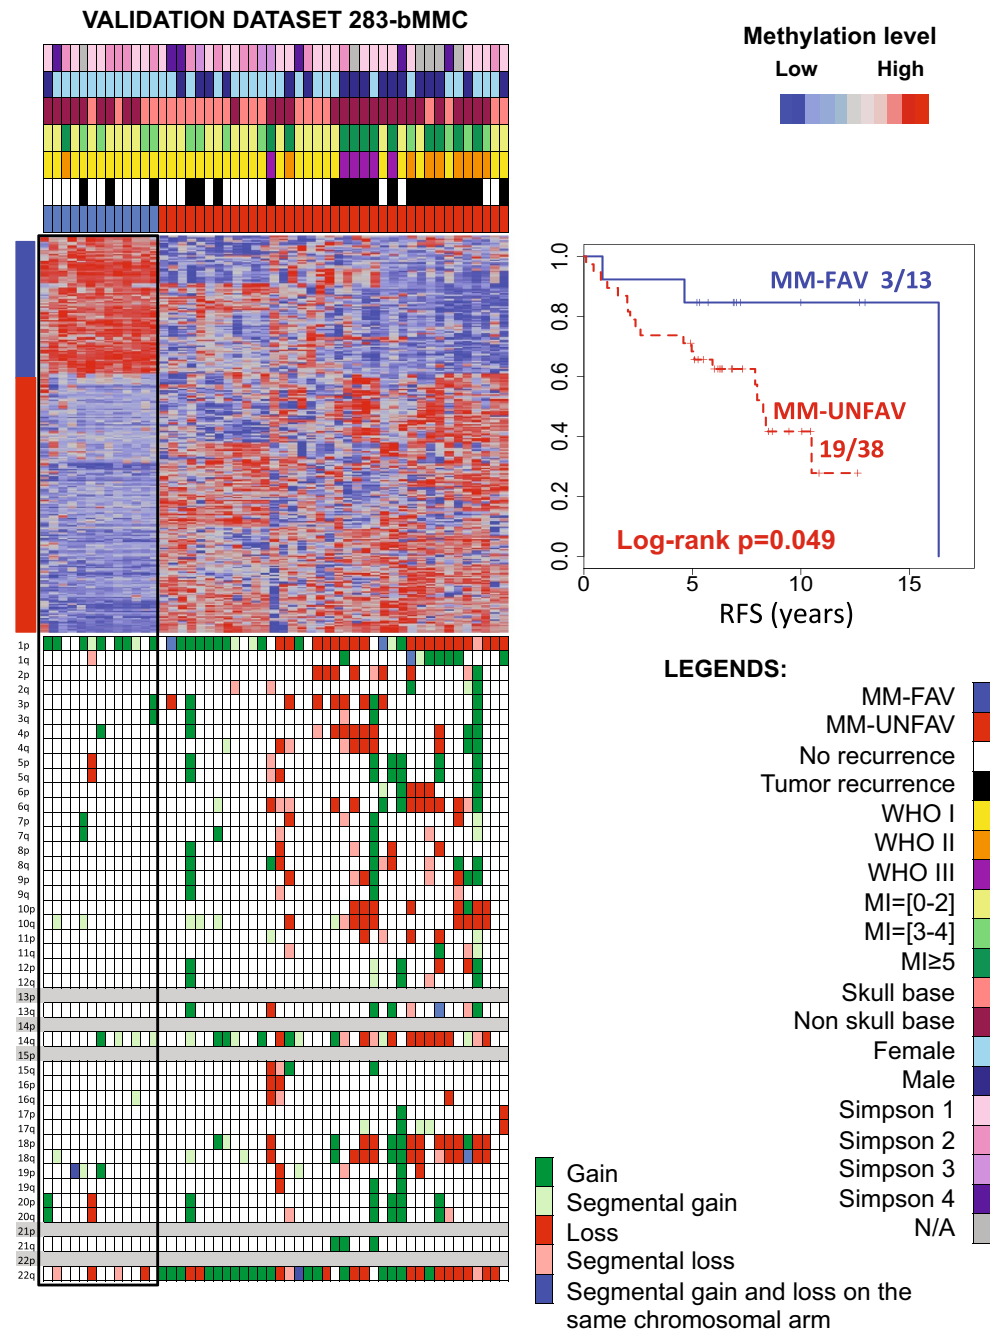 VALIDATION DATASET 283-bMMC
Methylation level
Low High
1.0
0.8
0.6
0.4
0.2
0.0
MM-FAV 3/13
MM-UNFAV
19/38
Log-rank p=0.049
0 5 10 15
RFS (years)
1p
1q
2p
2q
3p
3q
4p
4q
5p
5q
6p
6q
7p
7q
8p
8q
9p
9q
10p
10q
11p
11q
12p
12q
13p
13q
14p
14q
15p
15q
16p
16q
17p
17q
18p
18q
19p
19q
20p
20q
21p
21q
22p
22q
LEGENDS:
MM-FAV
MM-UNFAV
No recurrence
Tumor recurrence
WHO I
WHO II
WHO III
MI=[0-2]
MI=[3-4]
MI≥5
Skull base
Non skull base
Female
Male
Simpson 1
Simpson 2
Simpson 3
Simpson 4
N/A
Gain
Segmental gain
Loss
Segmental loss
Segmental gain and loss on the
same chromosomal arm